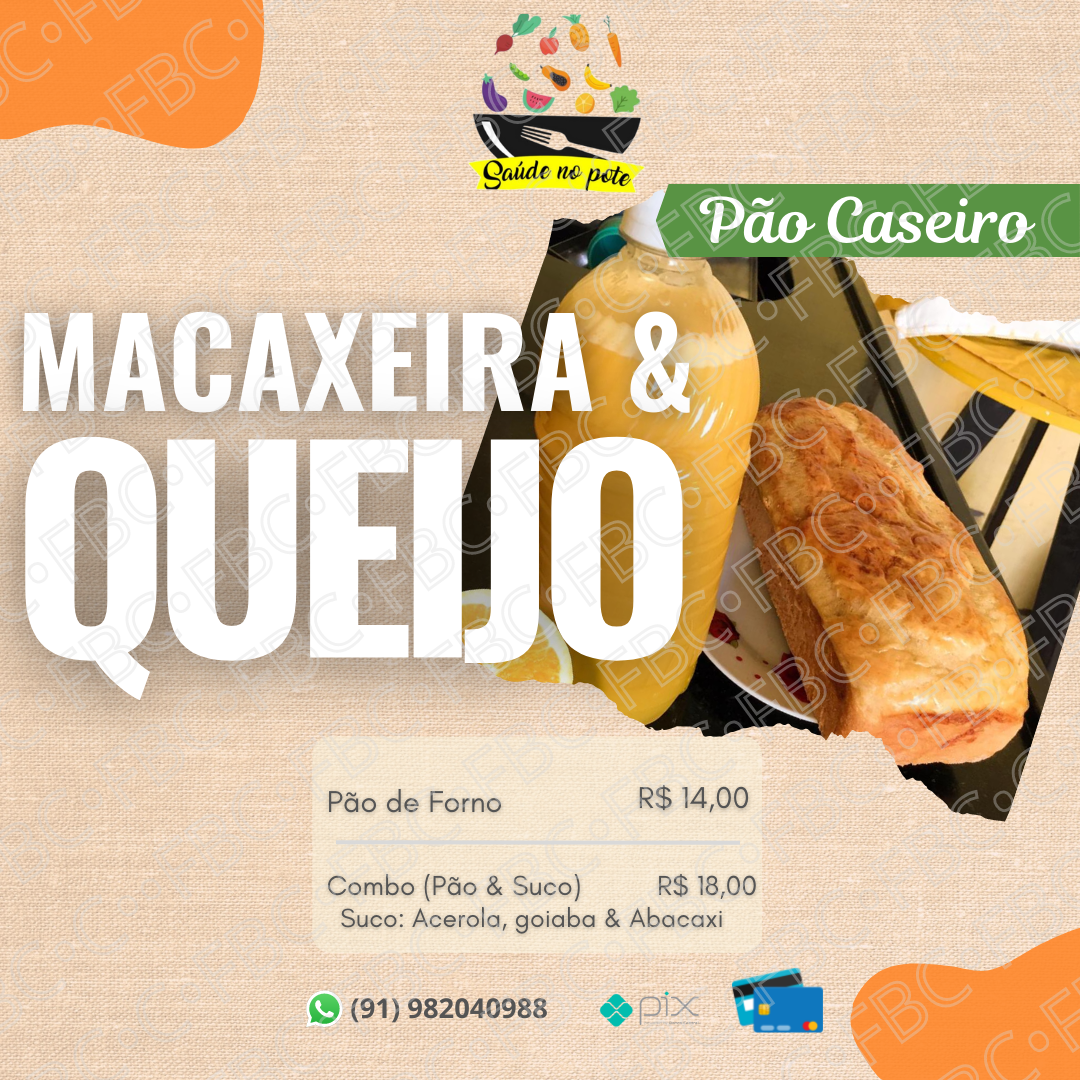 Saúde no pote
Pão Caseiro
MACAXEIRA &
QUEIJO
Pão de Forno R$ 14,00
Combo (Pão & Suco) R$ 18,00
Suco: Acerola, goiaba & Abacaxi
(91) 982040988 pix
FBC